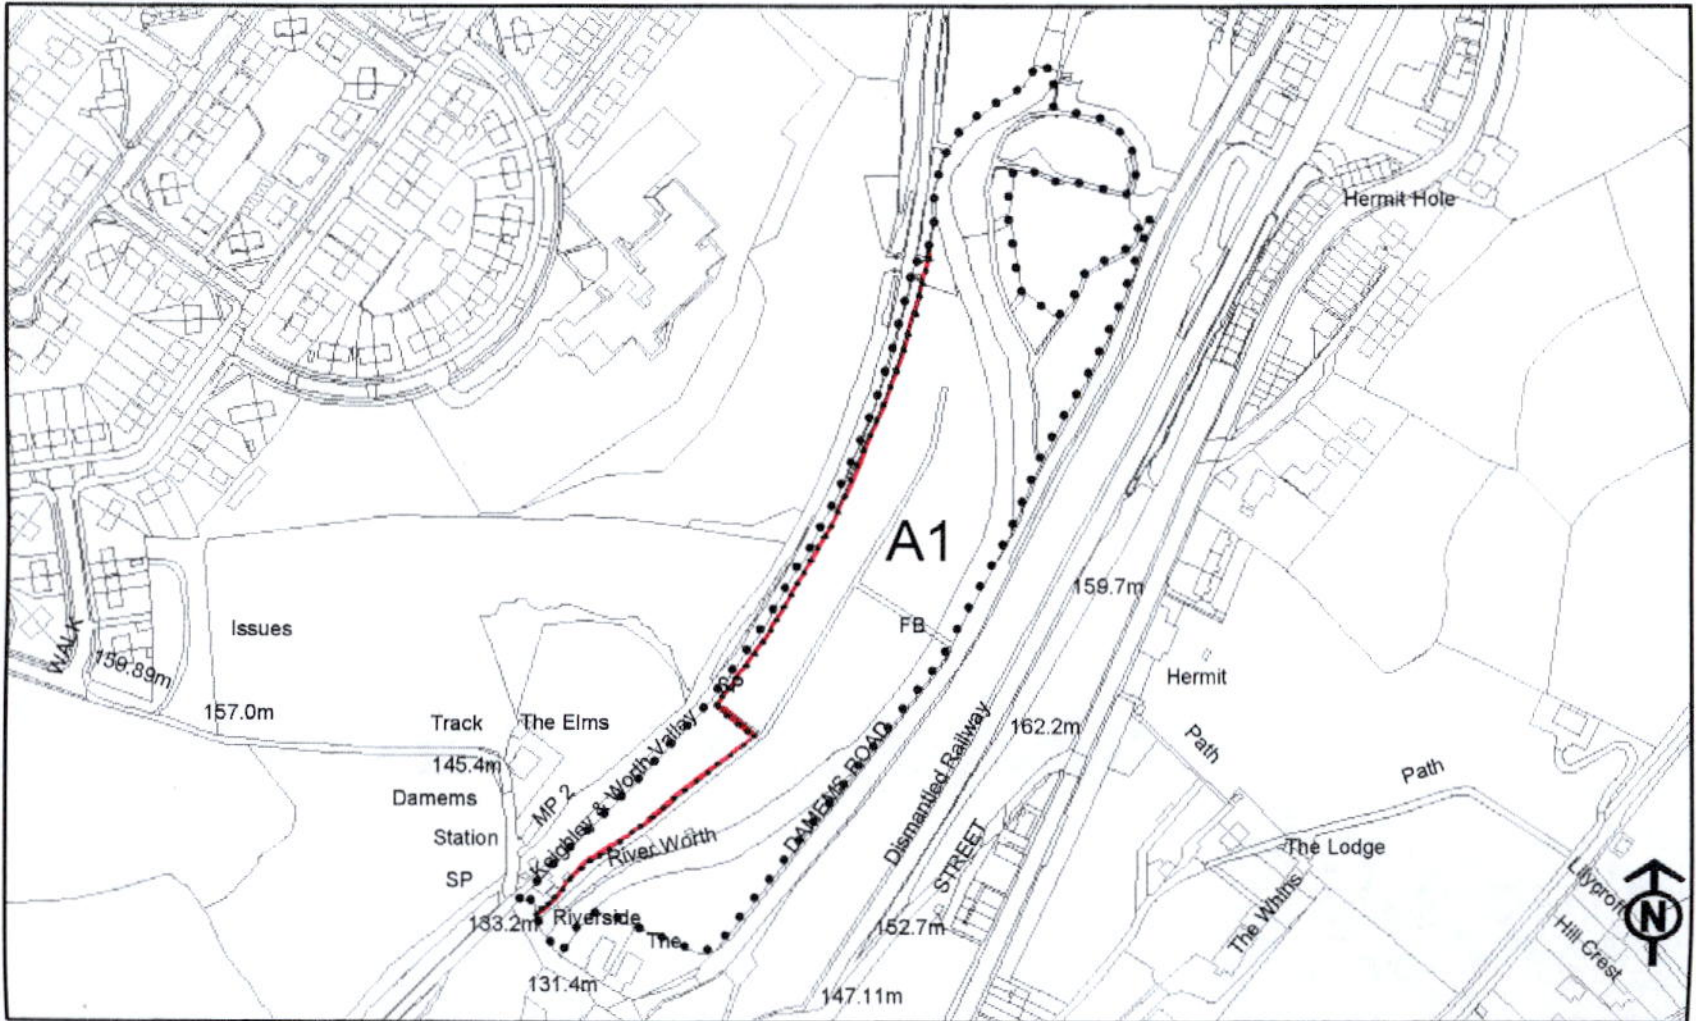 Hermit Hole
A1
159.7m
FB
Issues
WALK
159.89m
157.0m
Track
The Elms
Hermit
145.4m
162.2m
Path
Path
Damems
MP 2
Keighley & Worth Valley
DAMEMS ROAD
Dismantled Railway
Station
River Worth
STREET
The Lodge
SP
The Whins
133.2m
Riverside
The
152.7m
Hill Crest
N
131.4m
147.11m